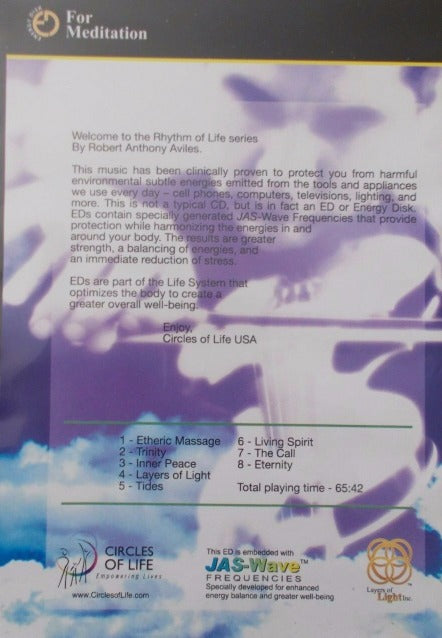 For
Meditation
Welcome to the Rhythm of Life series
By Robert Anthony Aviles.
This music has been clinically proven to protect you from harmful
environmental subtle energies emitted from the tools and appliances
we use every day – cell phones, computers, televisions, lighting, and
more. This is not a typical CD, but is in fact an ED or Energy Disk.
EDs contain specially generated JAS-Wave Frequencies that provide
protection while harmonizing the energies in and
around your body. The results are greater
strength, a balancing of energies, and
an immediate reduction of stress.
EDs are part of the Life System that
optimizes the body to create a
greater overall well-being.
Enjoy,
Circles of Life USA
1 - Etheric Massage
2 - Trinity
3 - Inner Peace
4 - Layers of Light
5 - Tides
6 - Living Spirit
7 - The Call
8 - Eternity
Total playing time - 65:42
CIRCLES
OF LIFE
Empowering Lives
www.CirclesofLife.com
This ED is embedded with
JAS-Wave™
FREQUENCIES
Specially developed for enhanced
energy balance and greater well-being
™
Layers of
Light Inc.